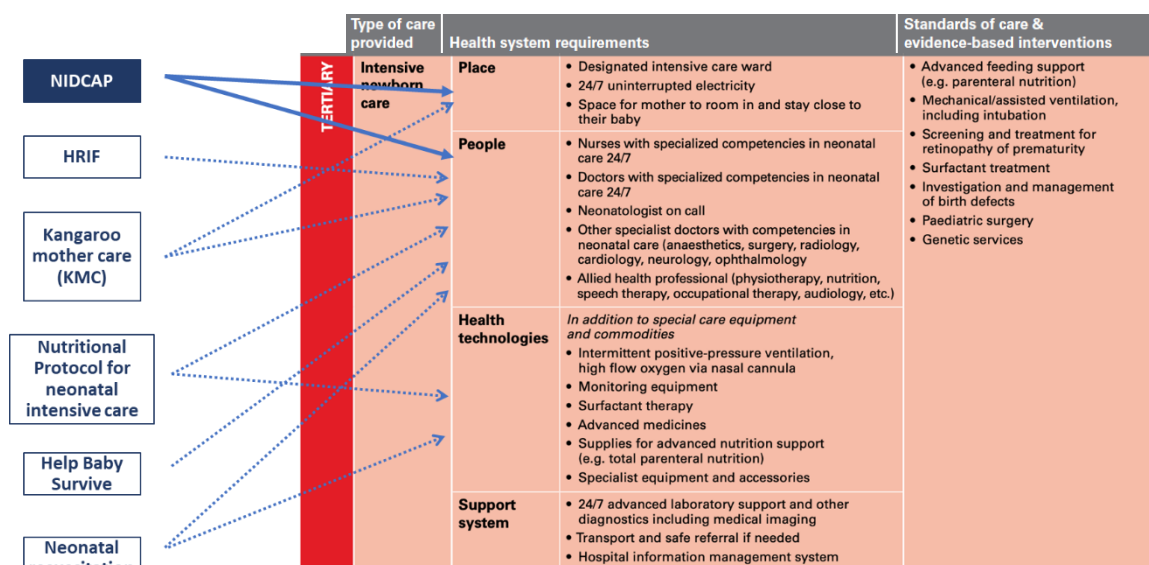 Type of care
provided
Health system requirements
Standards of care &
evidence-based interventions
NIDCAP
HRIF
Kangaroo
mother care
(KMC)
Nutritional
Protocol for
neonatal
intensive care
Help Baby
Survive
Neonatal
TERTIARY
Intensive
newborn
care
Place
• Designated intensive care ward
• 24/7 uninterrupted electricity
• Space for mother to room in and stay close to
their baby
People
• Nurses with specialized competencies in neonatal
care 24/7
• Doctors with specialized competencies in neonatal
care 24/7
• Neonatologist on call
• Other specialist doctors with competencies in
neonatal care (anaesthetics, surgery, radiology,
cardiology, neurology, ophthalmology
• Allied health professional (physiotherapy, nutrition,
speech therapy, occupational therapy, audiology, etc.)
Health
technologies
In addition to special care equipment
and commodities
• Intermittent positive-pressure ventilation,
high flow oxygen via nasal cannula
• Monitoring equipment
• Surfactant therapy
• Advanced medicines
• Supplies for advanced nutrition support
(e.g. total parenteral nutrition)
• Specialist equipment and accessories
Support
system
• 24/7 advanced laboratory support and other
diagnostics including medical imaging
• Transport and safe referral if needed
• Hospital information management system
• Advanced feeding support
(e.g. parenteral nutrition)
• Mechanical/assisted ventilation,
including intubation
• Screening and treatment for
retinopathy of prematurity
• Surfactant treatment
• Investigation and management
of birth defects
• Paediatric surgery
• Genetic services